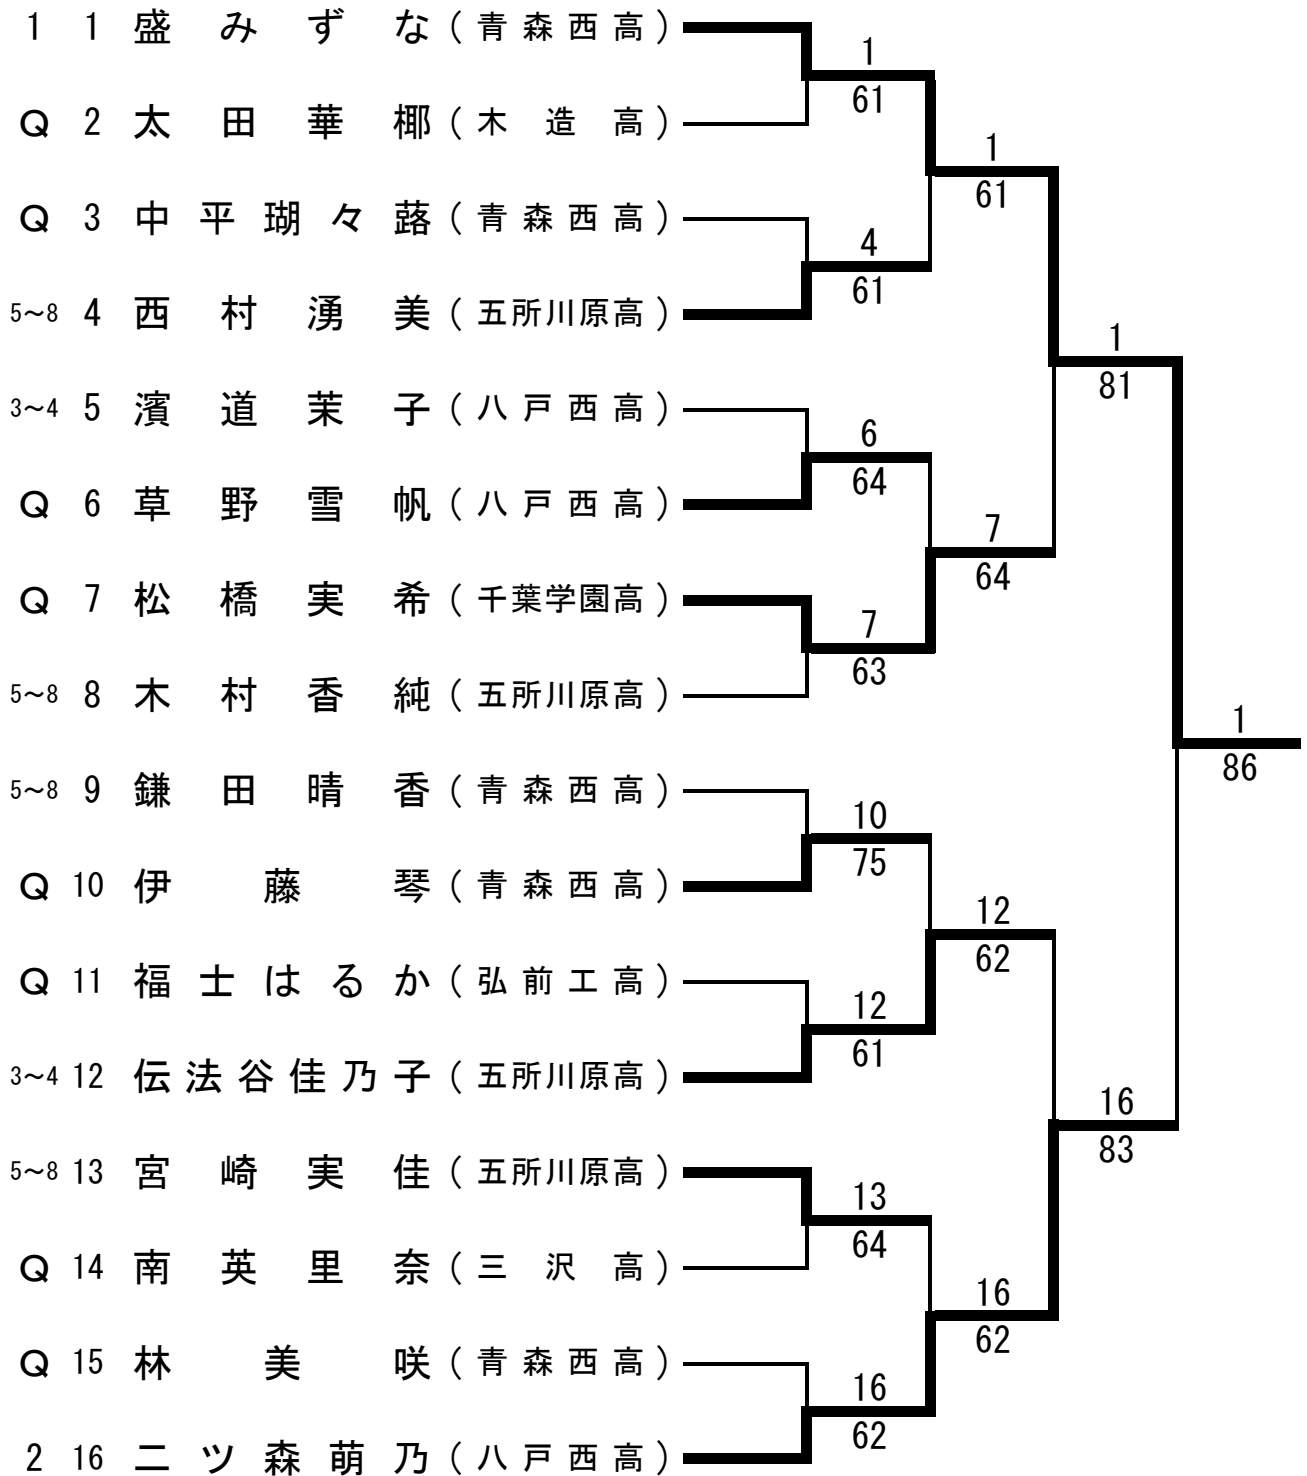 1 1 盛みずな(青森西高)
1
61
Q 2 太田華梛(木造高)
1
61
Q 3 中平瑚々蕗(青森西高)
4
61
5~8 4 西村湧美(五所川原高)
1
81
3~4 5 濱道茉子(八戸西高)
6
64
Q 6 草野雪帆(八戸西高)
7
64
Q 7 松橋実希(千葉学園高)
7
63
5~8 8 木村香純(五所川原高)
1
86
5~8 9 鎌田晴香(青森西高)
10
75
Q 10 伊藤琴(青森西高)
12
62
Q 11 福士はるか(弘前工高)
12
61
3~4 12 伝法谷佳乃子(五所川原高)
16
83
5~8 13 宮崎実佳(五所川原高)
13
64
Q 14 南英里奈(三沢高)
16
62
Q 15 林美咲(青森西高)
16
62
2 16 二ツ森萌乃(八戸西高)